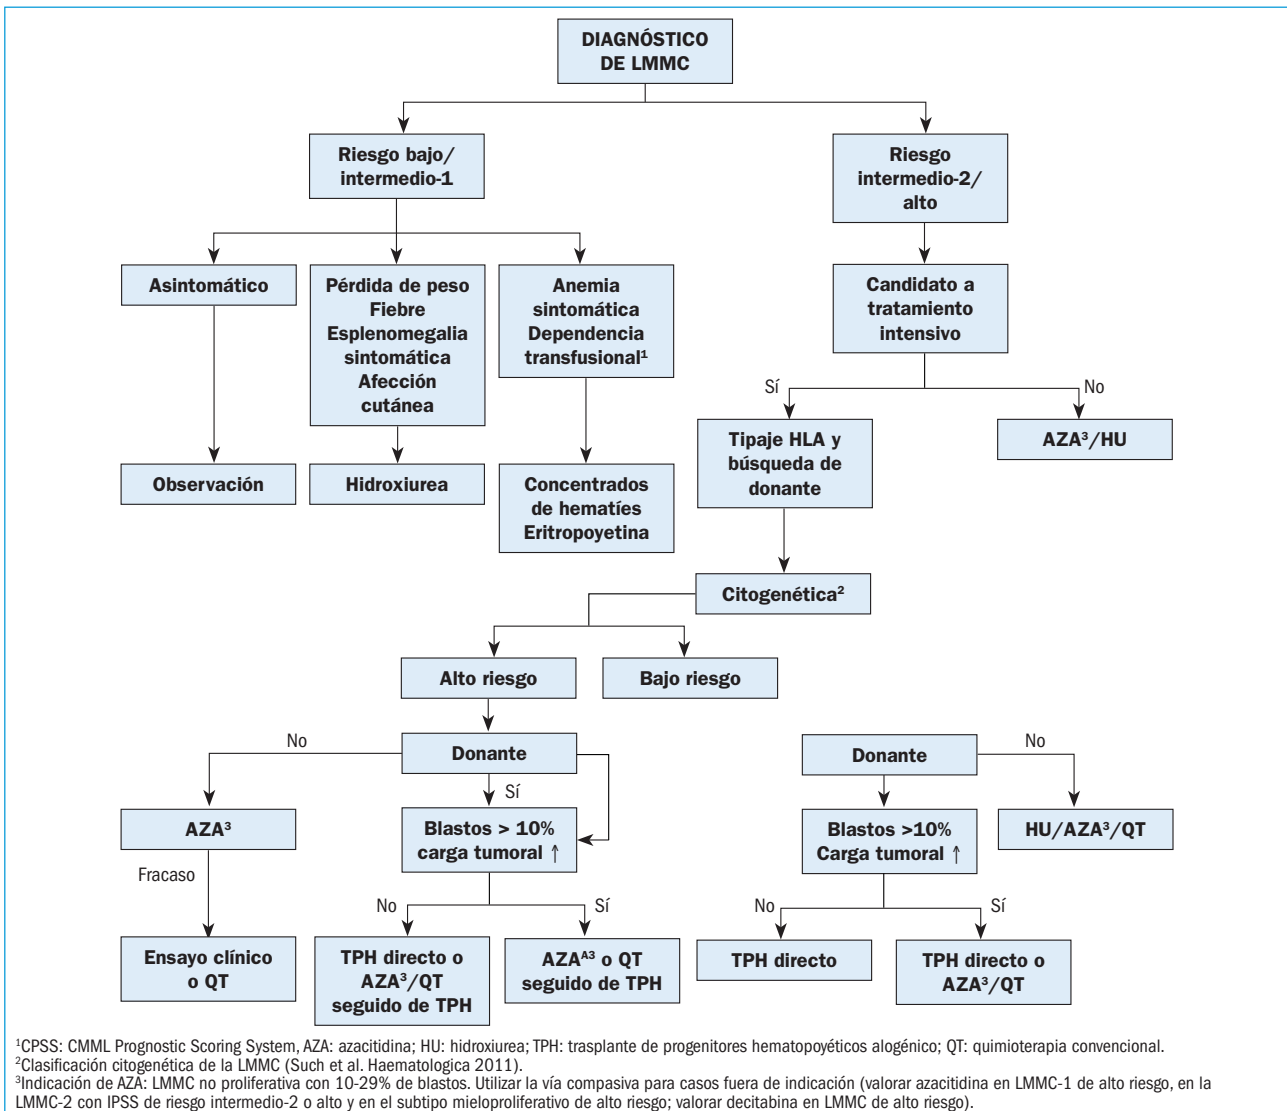 DIAGNÓSTICO
DE LMMC
Riesgo bajo/
intermedio-1
Riesgo
intermedio-2/
alto
Asintomático
Pérdida de peso
Fiebre
Esplenomegalia
sintomática
Afección
cutánea
Anemia
sintomática
Dependencia
transfusional¹
Candidato a
tratamiento
intensivo
Sí
No
Observación
Hidroxiurea
Concentrados
de hematíes
Eritropoyetina
Tipaje HLA y
búsqueda de
donante
AZA³/HU
Citogenética²
Alto riesgo
Bajo riesgo
No
Donante
Sí
Donante
No
AZA³
Blastos > 10%
carga tumoral ↑
Blastos >10%
Carga tumoral ↑
HU/AZA³/QT
Fracaso
No
Sí
No
Sí
Ensayo clínico
o QT
TPH directo o
AZA³/QT
seguido de TPH
AZAᴬ³ o QT
seguido de TPH
TPH directo
TPH directo o
AZA³/QT
¹CPSS: CMML Prognostic Scoring System, AZA: azacitidina; HU: hidroxiurea; TPH: trasplante de progenitores hematopoyéticos alogénico; QT: quimioterapia convencional.
²Clasificación citogenética de la LMMC (Such et al. Haematologica 2011).
³Indicación de AZA: LMMC no proliferativa con 10-29% de blastos. Utilizar la vía compasiva para casos fuera de indicación (valorar azacitidina en LMMC-1 de alto riesgo, en la
LMMC-2 con IPSS de riesgo intermedio-2 o alto y en el subtipo mieloproliferativo de alto riesgo; valorar decitabina en LMMC de alto riesgo).